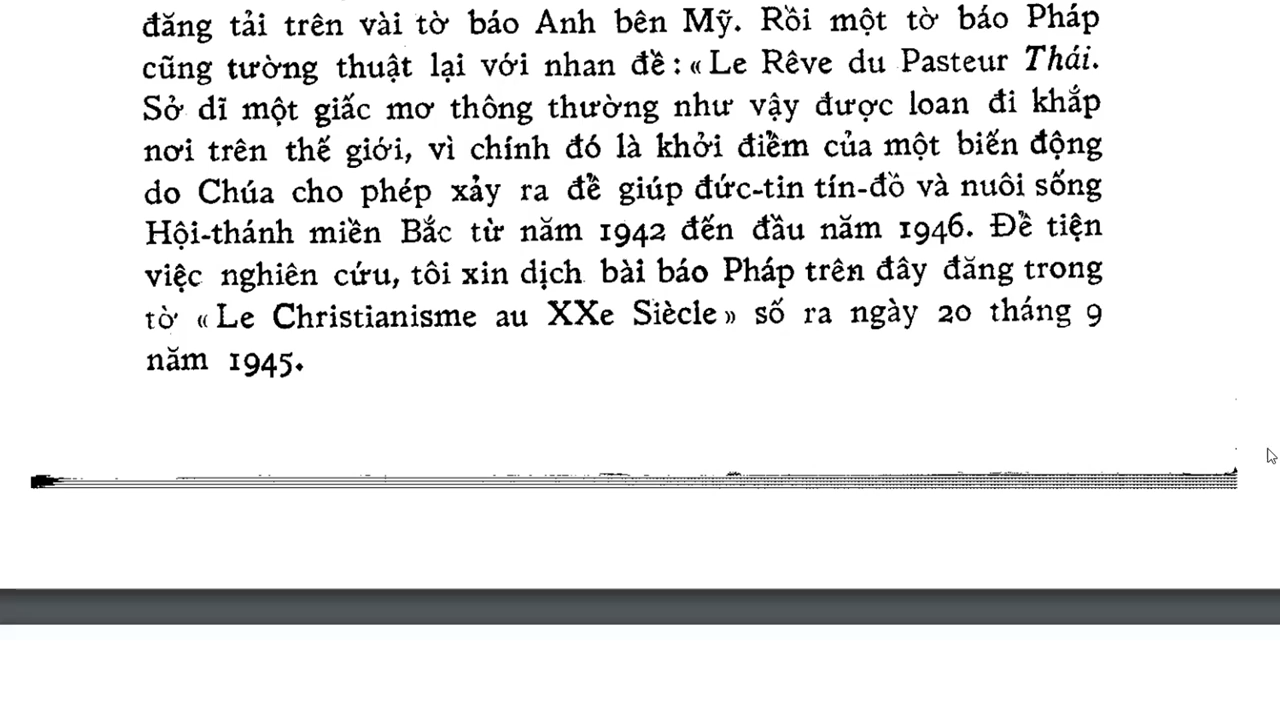 đăng tải trên vài tờ báo Anh bên Mỹ. Rồi một tờ báo Pháp
cũng tường thuật lại với nhan đề : « Le Rêve du Pasteur Thái.
Sở dĩ một giấc mơ thông thường như vậy được loan đi khắp
nơi trên thế giới, vì chính đó là khởi điểm của một biến động
do Chúa cho phép xảy ra để giúp đức-tin tín-đồ và nuôi sống
Hội-thánh miền Bắc từ năm 1942 đến đầu năm 1946. Để tiện
việc nghiên cứu, tôi xin dịch bài báo Pháp trên đây đăng trong
tờ « Le Christianisme au XXe Siècle » số ra ngày 20 tháng 9
năm 1945.